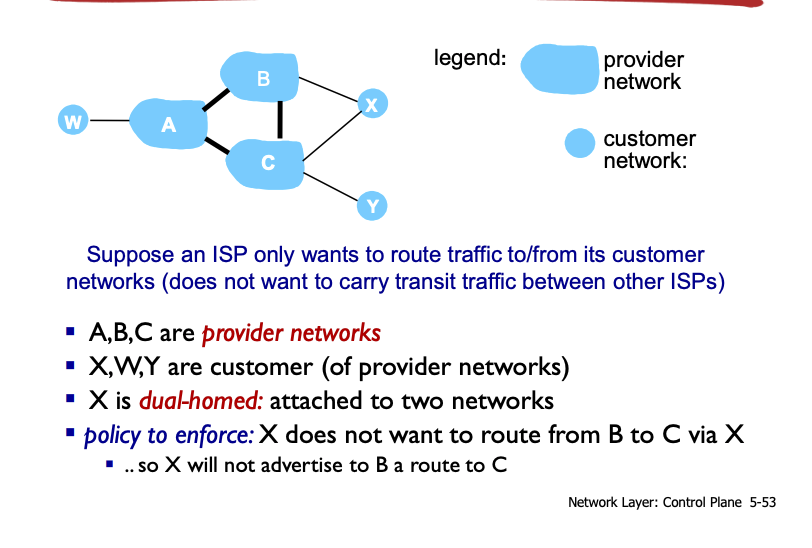 legend:
provider
network
B
X
W
A
C
customer
network:
Y
Suppose an ISP only wants to route traffic to/from its customer
networks (does not want to carry transit traffic between other ISPs)
▪ A,B,C are provider networks
▪ X,W,Y are customer (of provider networks)
▪ X is dual-homed: attached to two networks
▪ policy to enforce: X does not want to route from B to C via X
▪ .. so X will not advertise to B a route to C
Network Layer: Control Plane 5-53